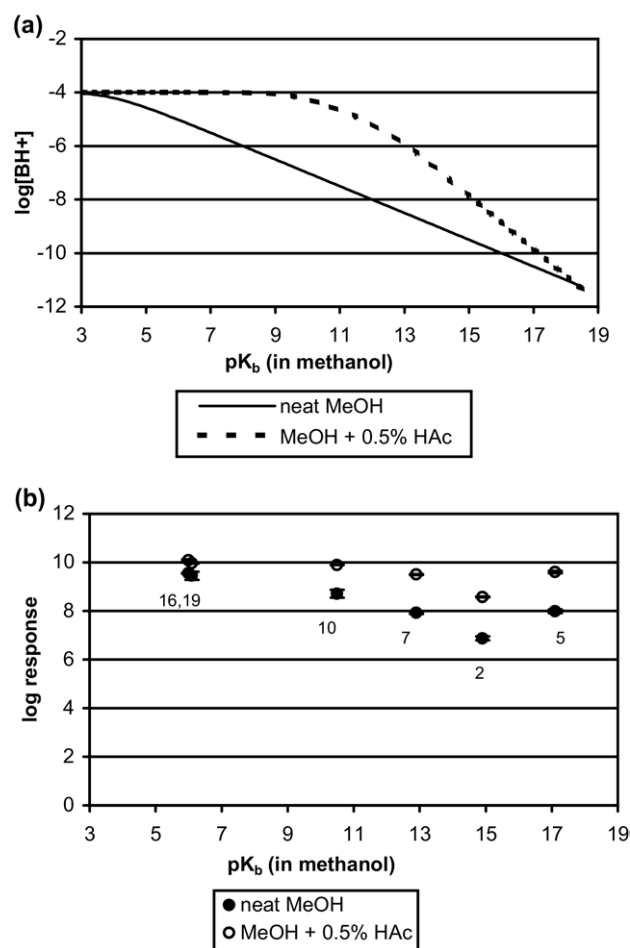 (a)
-2
-4
-6
-8
-10
-12
log[BH+]
3 5 7 9 11 13 15 17 19
pK_b (in methanol)
neat MeOH
MeOH + 0.5% HAc
(b)
12
10
8
6
4
2
0
log response
16,19
10
7
2
5
3 5 7 9 11 13 15 17 19
pK_b (in methanol)
neat MeOH
MeOH + 0.5% HAc